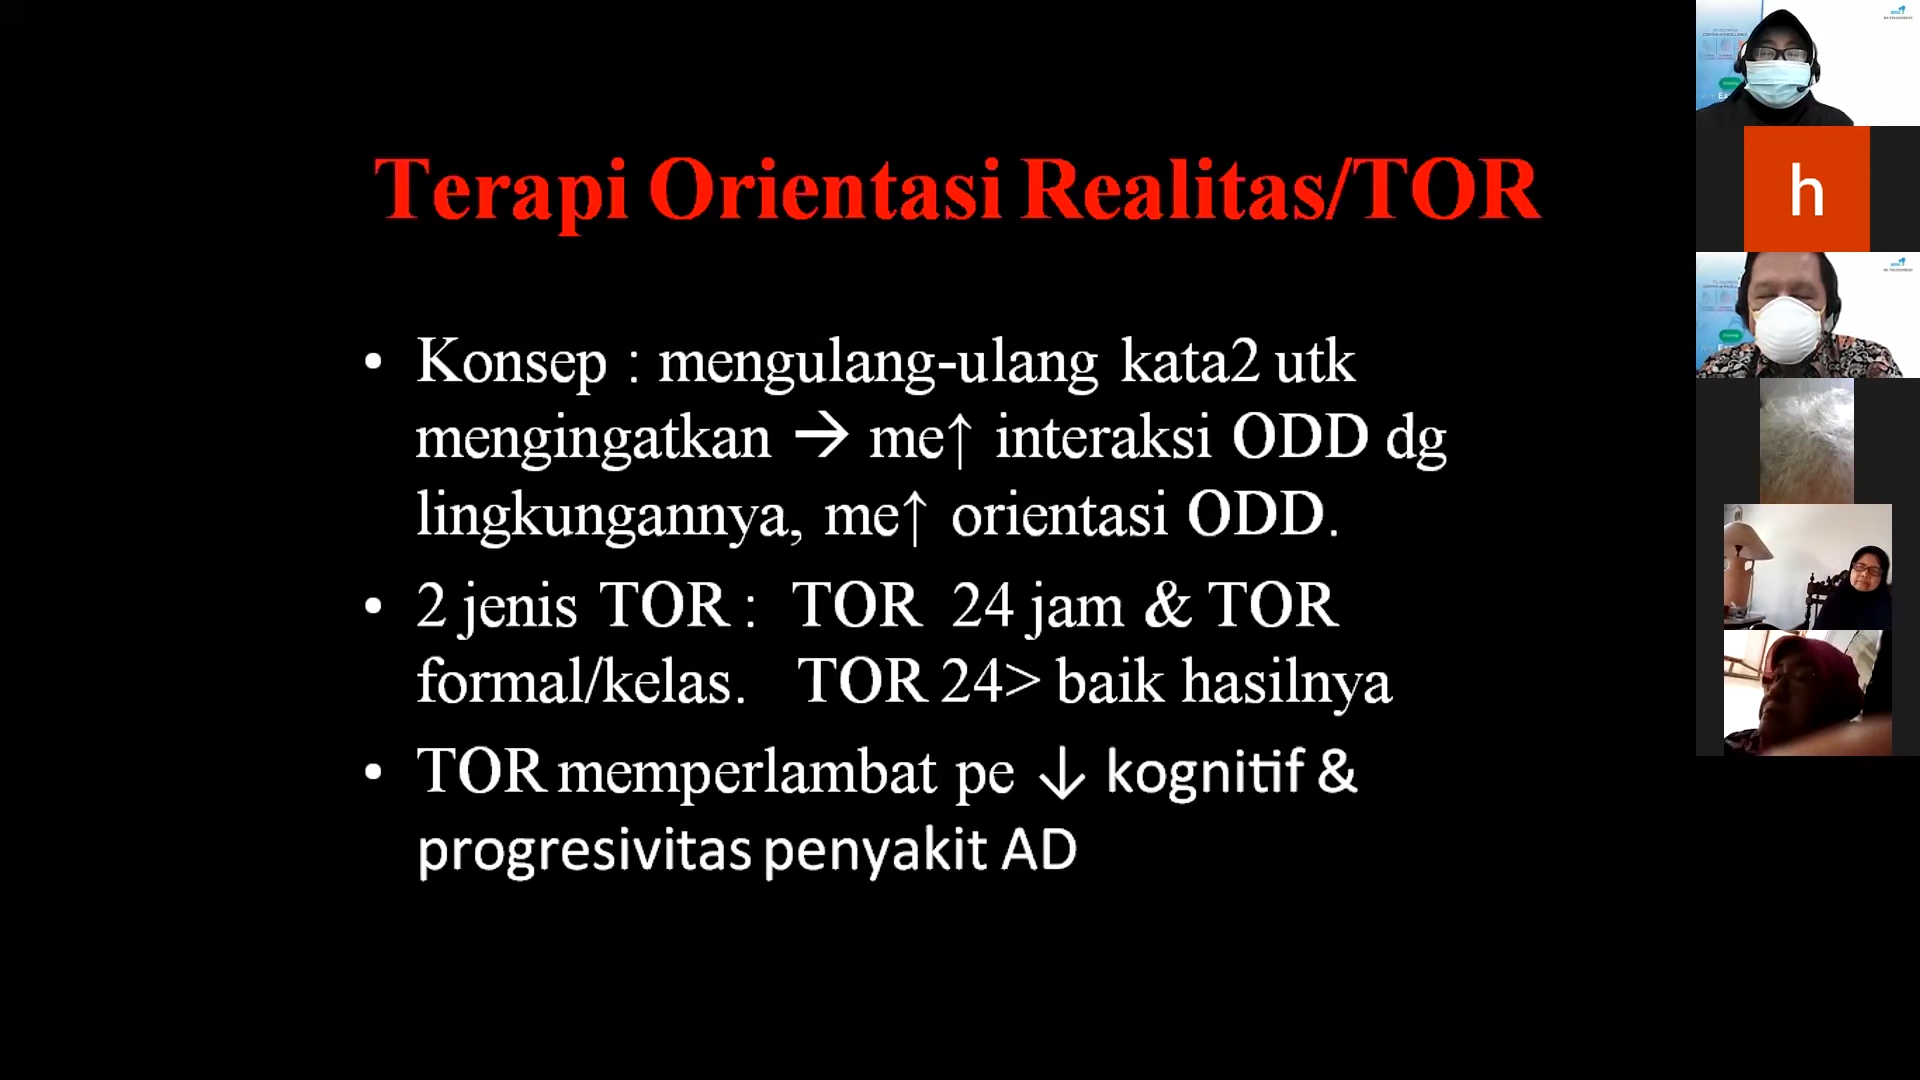 Terapi Orientasi Realitas/TOR
• Konsep : mengulang-ulang kata2 utk
mengingatkan → me↑ interaksi ODD dg
lingkungannya, me↑ orientasi ODD.
• 2 jenis TOR : TOR 24 jam & TOR
formal/kelas. TOR 24> baik hasilnya
• TOR memperlambat pe ↓ kognitif &
progresivitas penyakit AD
h